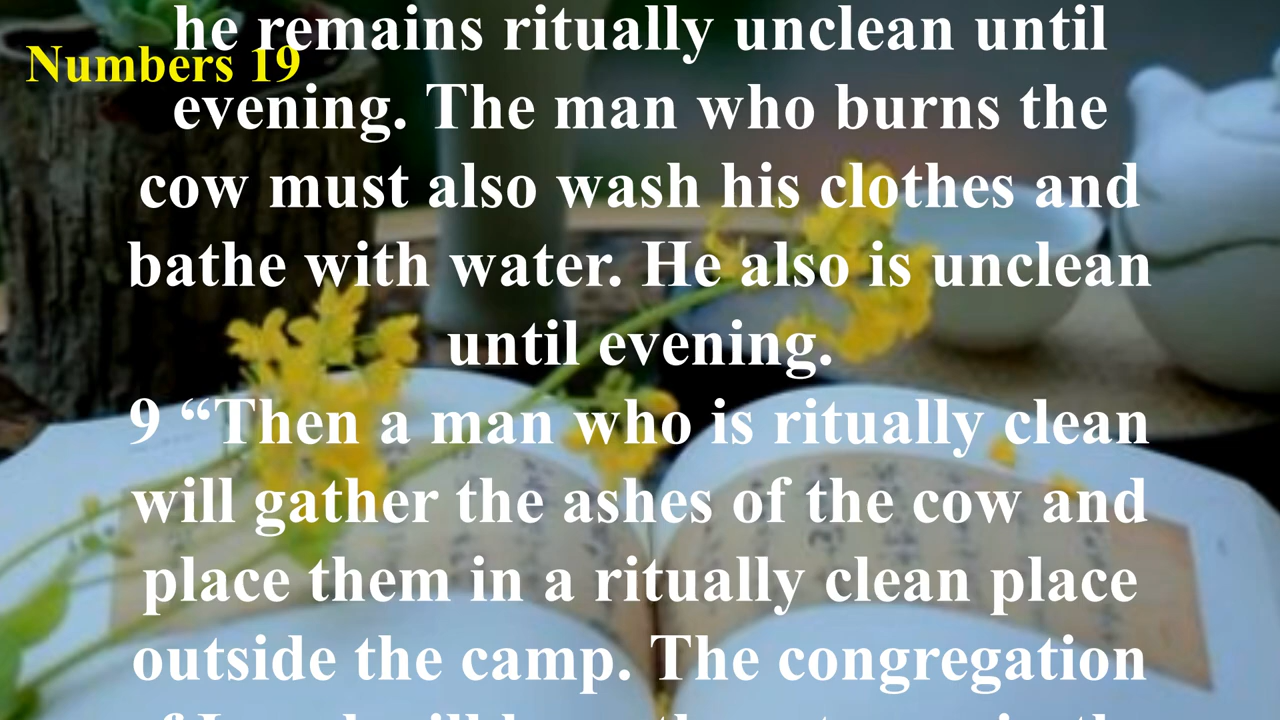 he remains ritually unclean until
Numbers 19
evening. The man who burns the
cow must also wash his clothes and
bathe with water. He also is unclean
until evening.
9 “Then a man who is ritually clean
will gather the ashes of the cow and
place them in a ritually clean place
outside the camp. The congregation